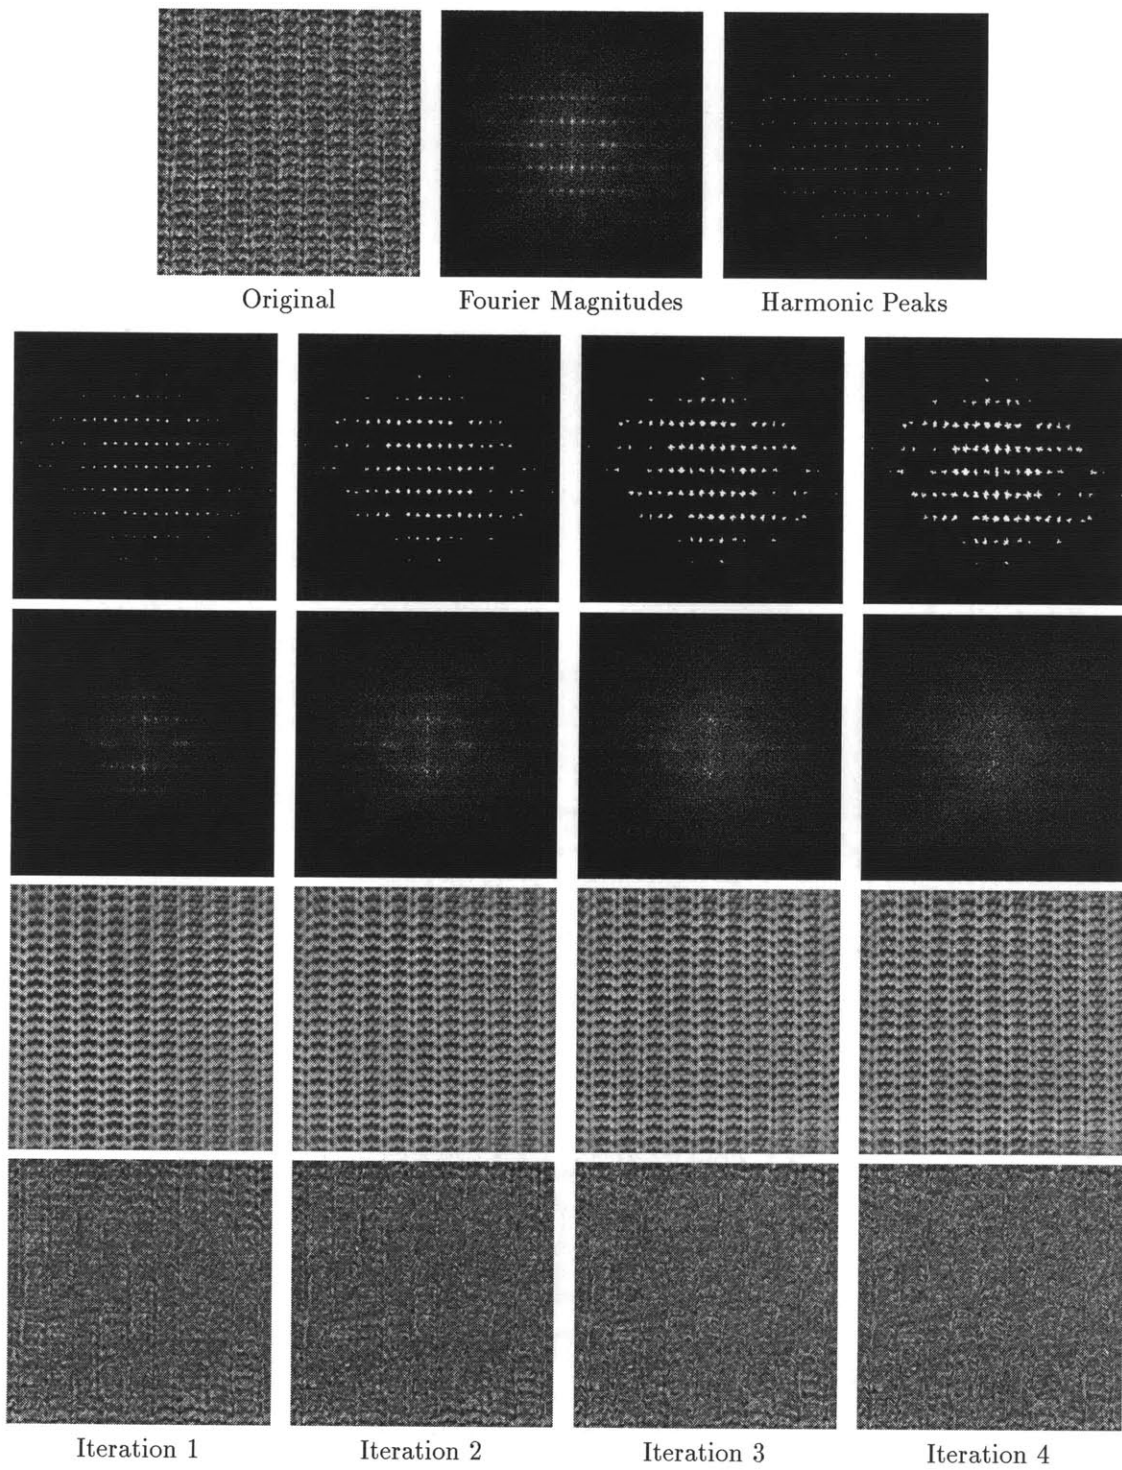 Original
Fourier Magnitudes
Harmonic Peaks
Iteration 1
Iteration 2
Iteration 3
Iteration 4